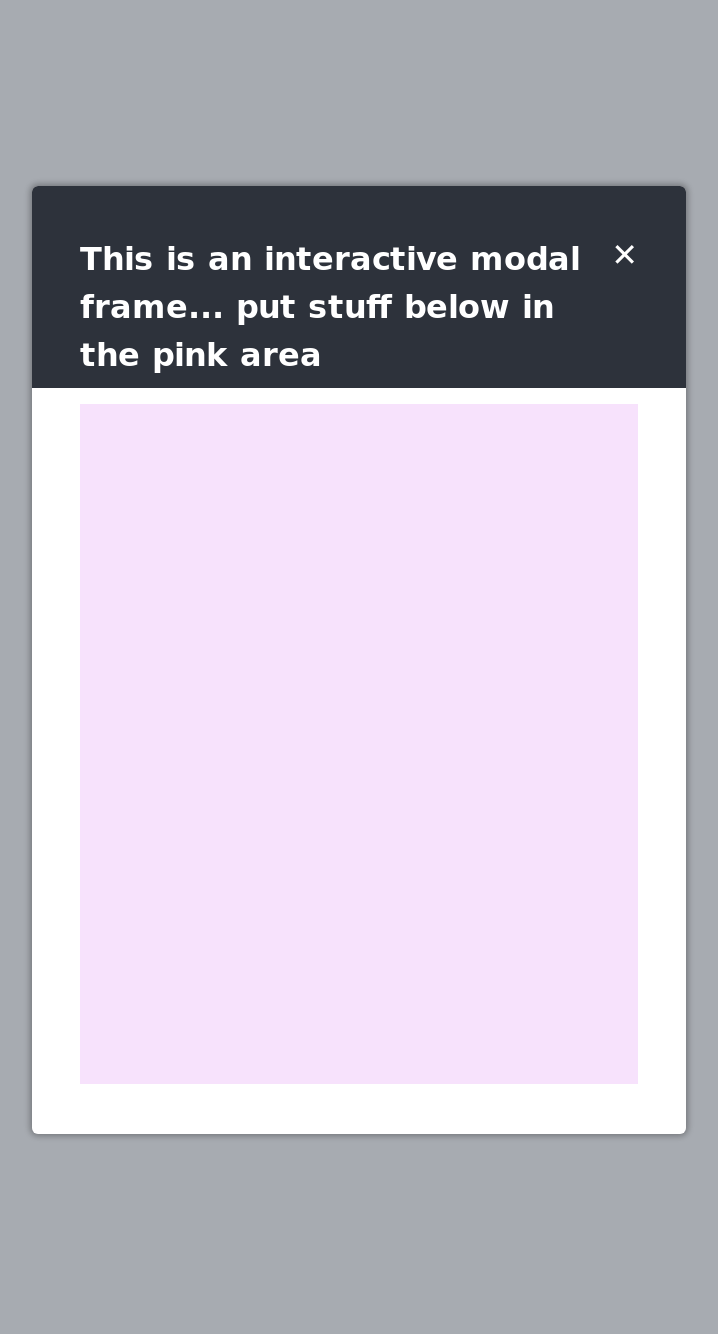 This is an interactive modal
frame... put stuff below in
the pink area